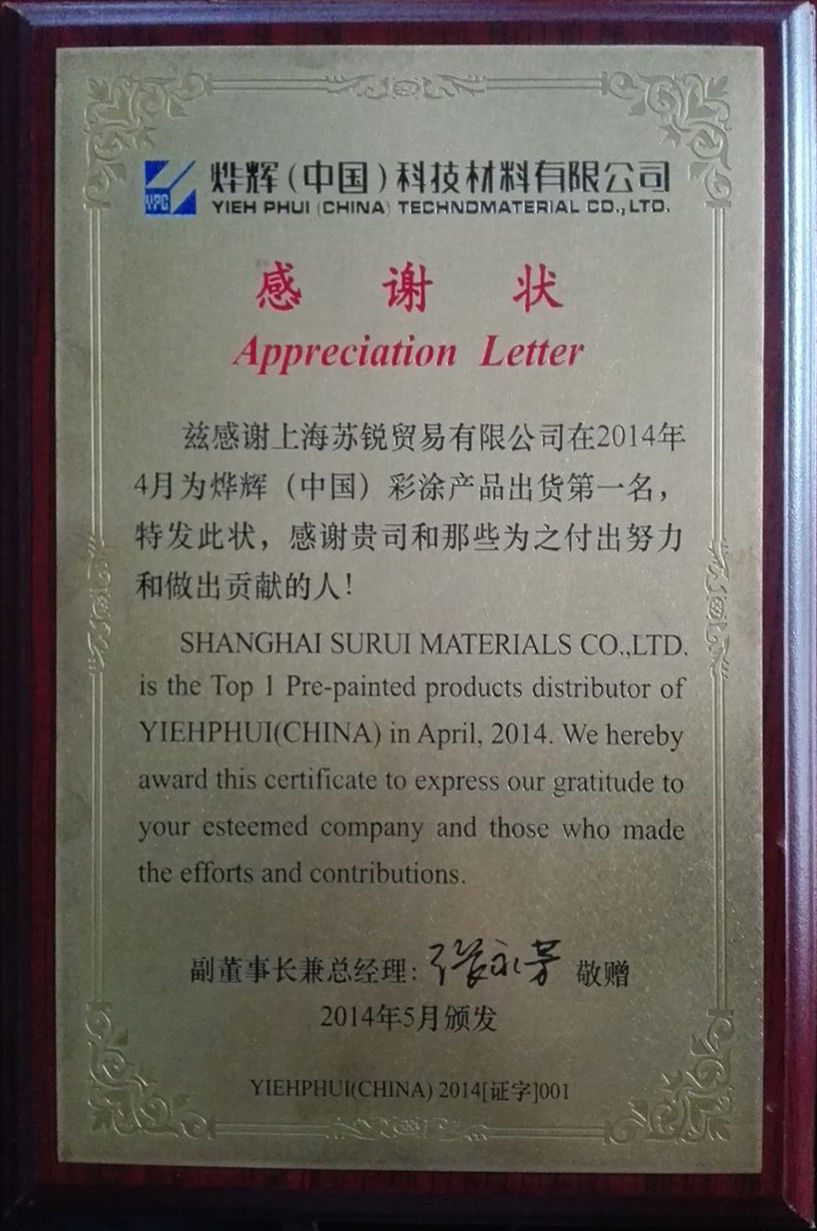 YPC
烨辉(中国)科技材料有限公司
YIEH PHUI (CHINA) TECHNOMATERIAL CO.,LTD.
感谢状
Appreciation Letter
兹感谢上海苏锐贸易有限公司在2014年
4月为烨辉（中国）彩涂产品出货第一名，
特发此状，感谢贵司和那些为之付出努力
和做出贡献的人!
SHANGHAI SURUI MATERIALS CO.,LTD.
is the Top 1 Pre-painted products distributor of
YIEHPHUI(CHINA) in April, 2014. We hereby
award this certificate to express our gratitude to
your esteemed company and those who made
the efforts and contributions.
副董事长兼总经理: 张永芳 敬赠
2014年5月颁发
YIEHPHUI(CHINA) 2014[证字]001